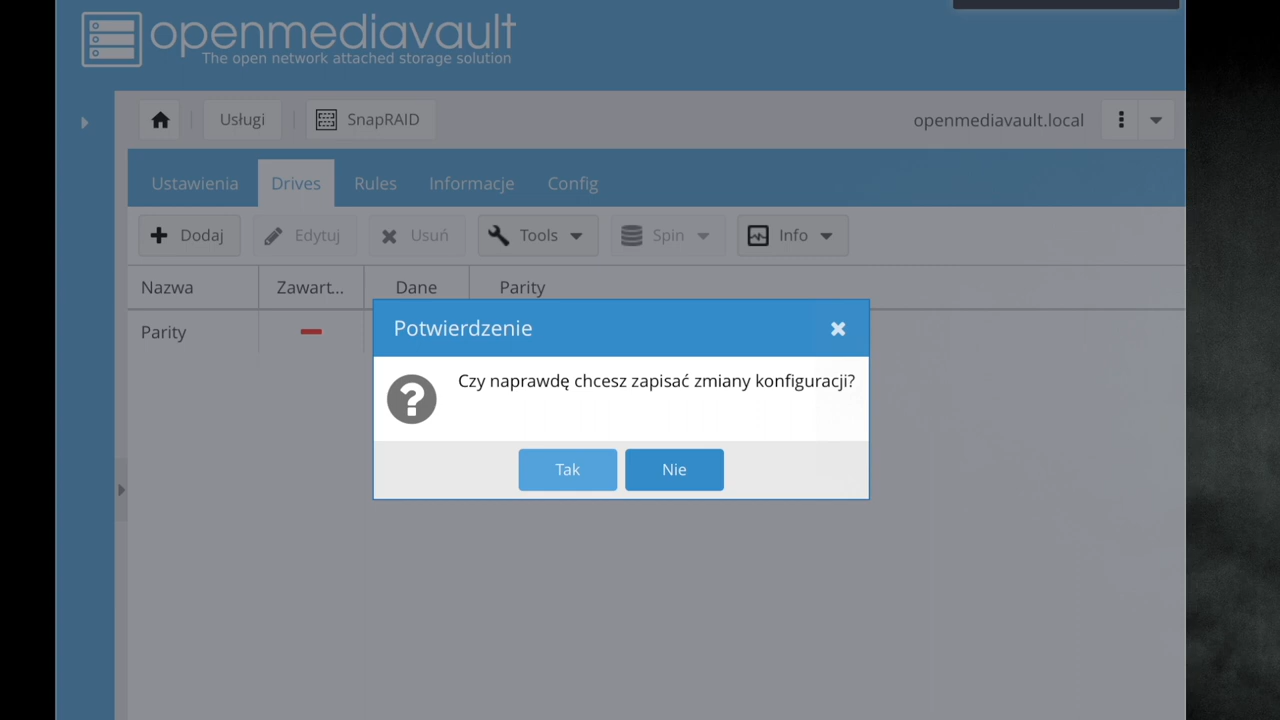 openmediavault
The open network attached storage solution
Usługi
SnapRAID
openmediavault.local
Ustawienia
Drives
Rules
Informacje
Config
Dodaj
Edytuj
Usuń
Tools
Spin
Info
Nazwa
Zawart...
Dane
Parity
Parity
Potwierdzenie
Czy naprawdę chcesz zapisać zmiany konfiguracji?
Tak
Nie